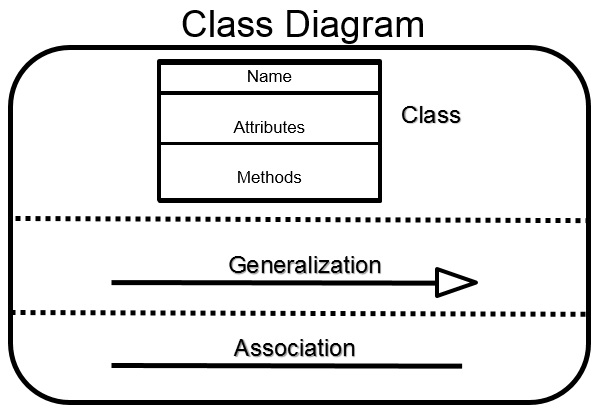 Class Diagram
Name
Class
Attributes
Methods
Generalization
Association